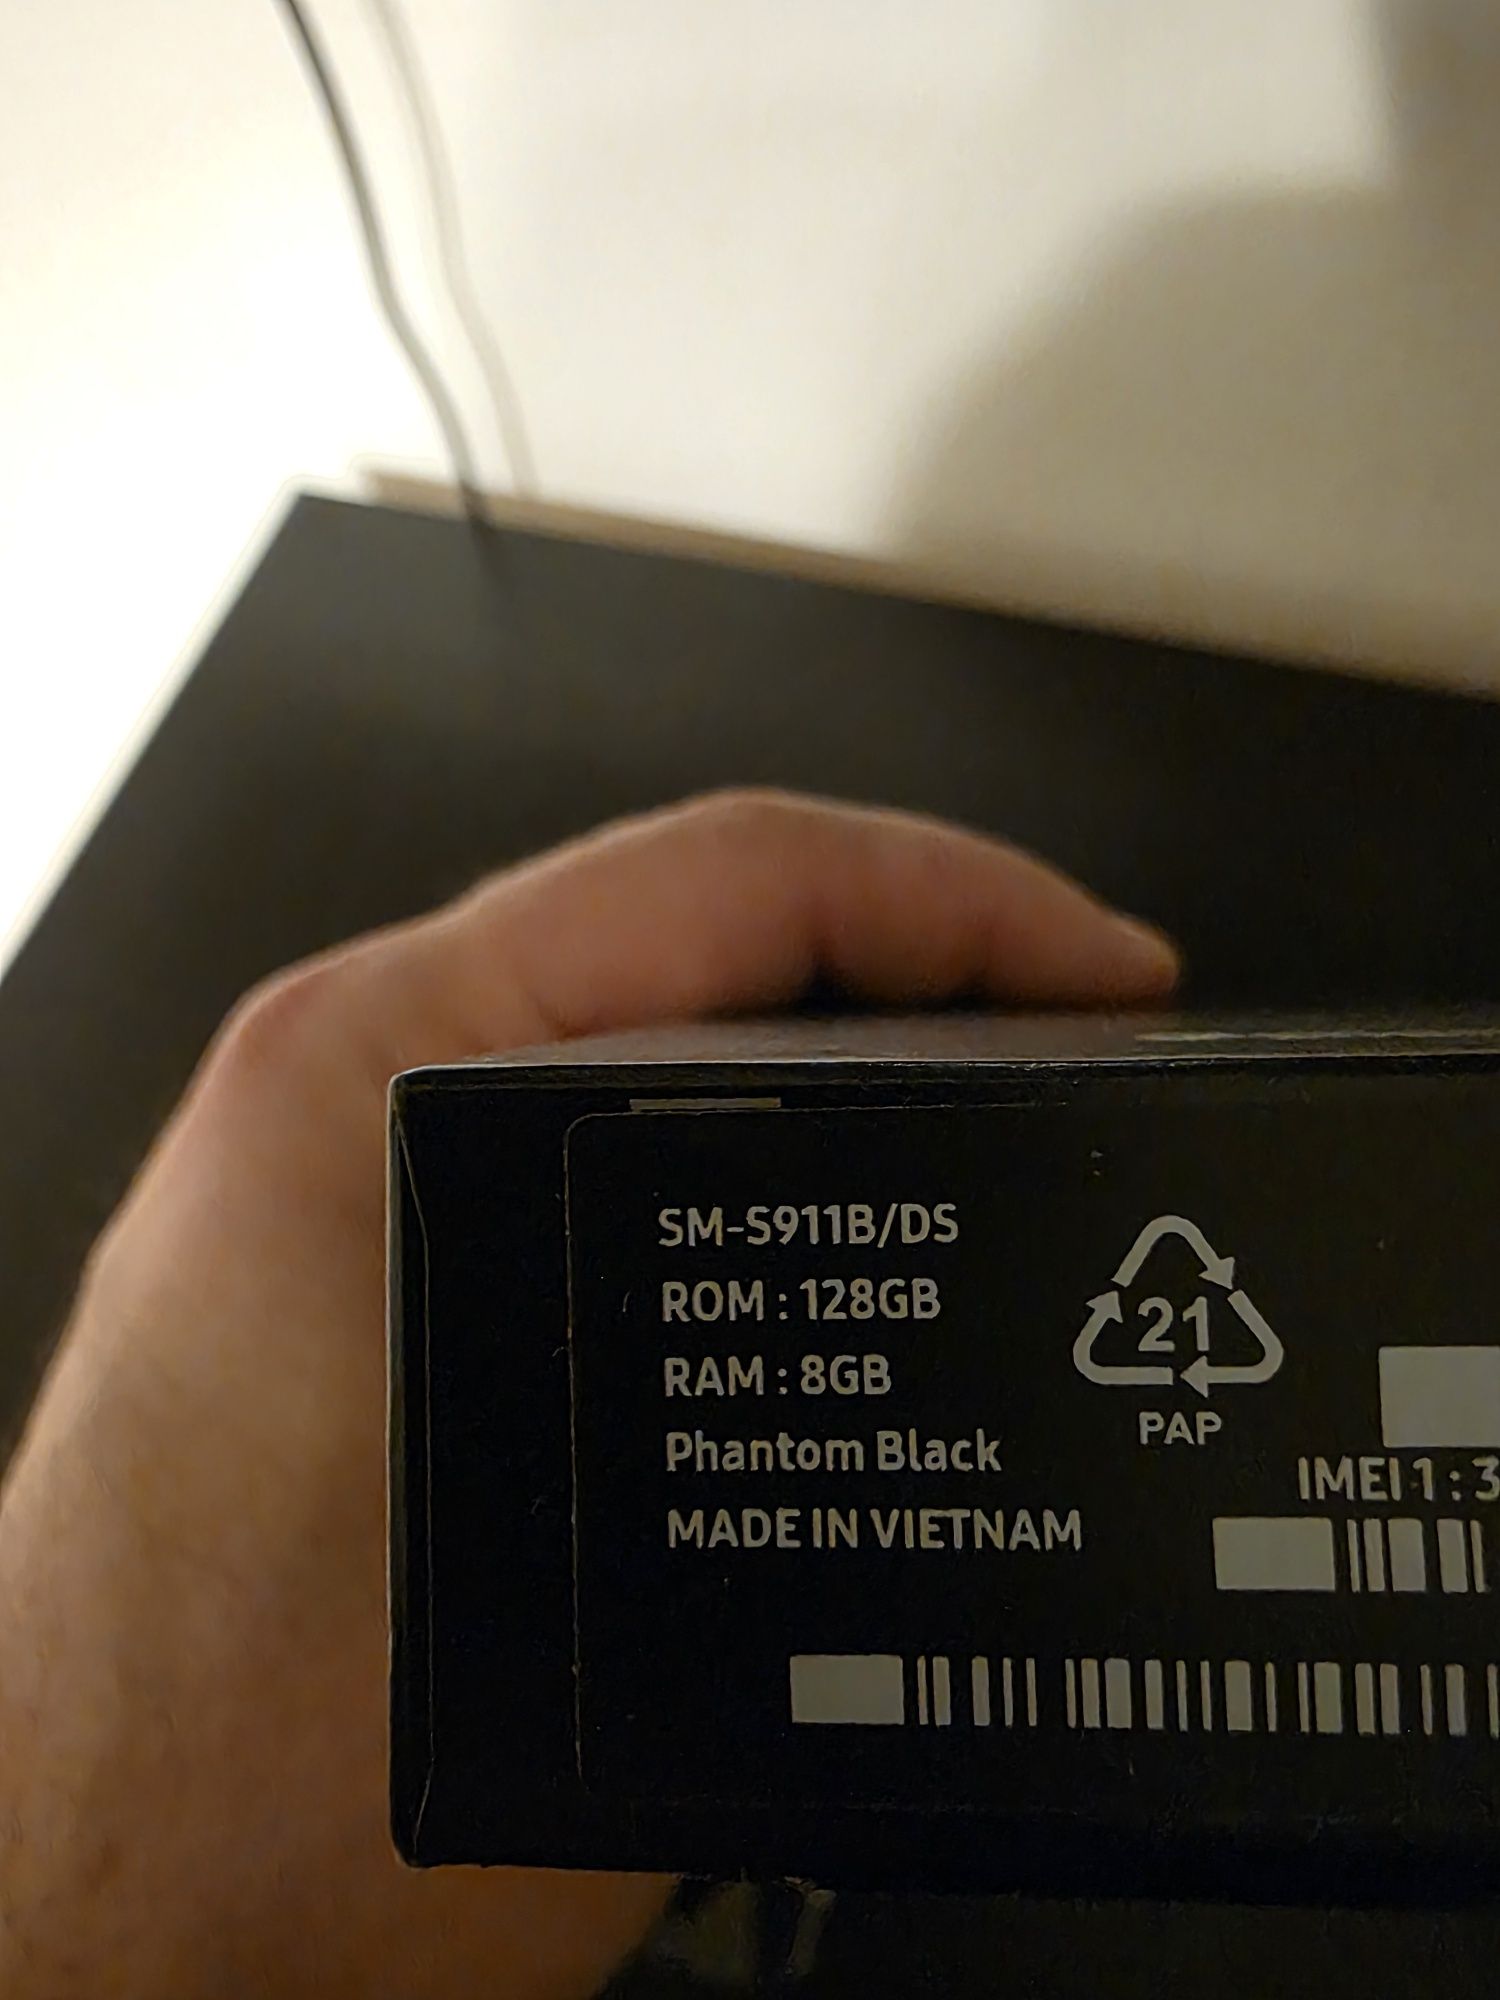 SM-S911B/DS
ROM : 128GB
RAM : 8GB
Phantom Black
MADE IN VIETNAM
21
PAP
IMEI 1 : 3